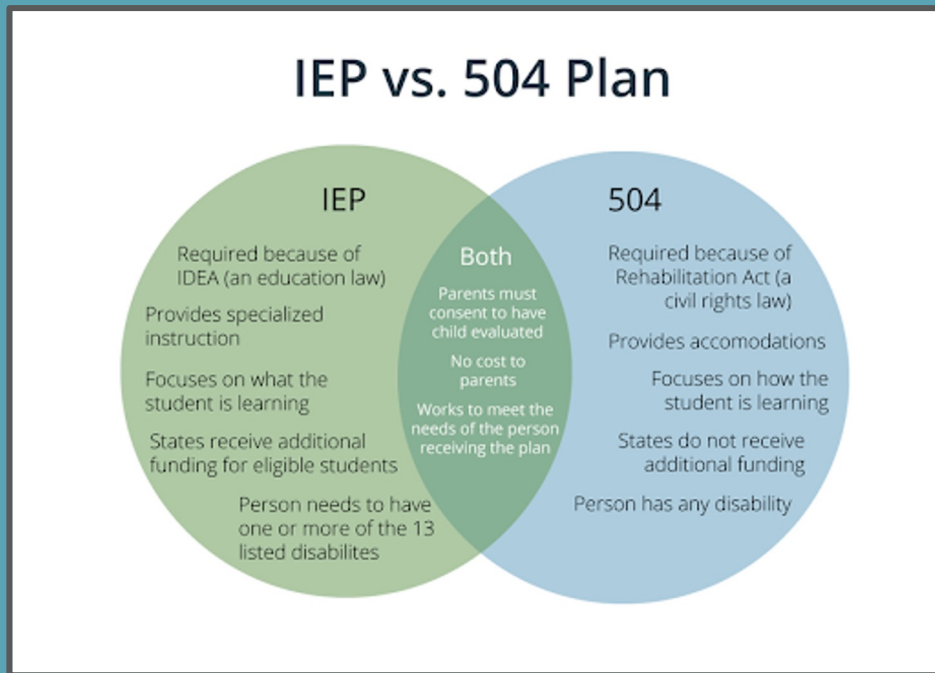 IEP vs. 504 Plan
IEP
Required because of
IDEA (an education law)
Provides specialized
instruction
Focuses on what the
student is learning
States receive additional
funding for eligible students
Person needs to have
one or more of the 13
listed disabilites
Both
Parents must
consent to have
child evaluated
No cost to
parents
Works to meet the
needs of the person
receiving the plan
504
Required because of
Rehabilitation Act (a
civil rights law)
Provides accomodations
Focuses on how the
student is learning
States do not receive
additional funding
Person has any disability